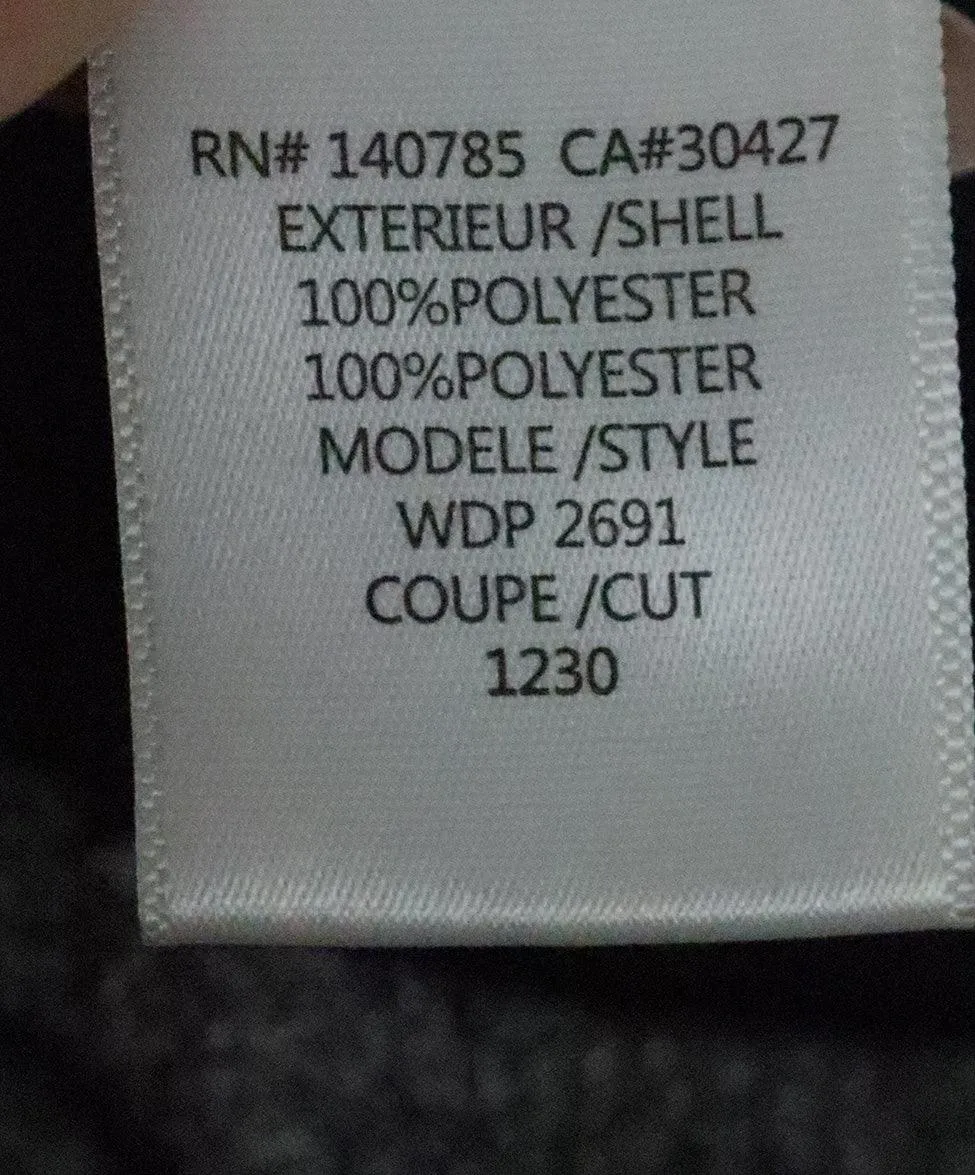 RN# 140785 CA#30427
EXTERIEUR /SHELL
100%POLYESTER
100%POLYESTER
MODELE /STYLE
WDP 2691
COUPE /CUT
1230